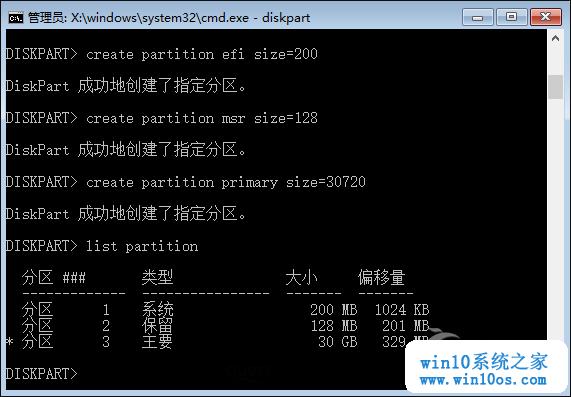 管理员: X:\windows\system32\cmd.exe - diskpart
DISKPART> create partition efi size=200
DiskPart 成功地创建了指定分区。
DISKPART> create partition msr size=128
DiskPart 成功地创建了指定分区。
DISKPART> create partition primary size=30720
DiskPart 成功地创建了指定分区。
DISKPART> list partition
分区 ### 类型 大小 偏移量
------------- ---------------- ------- -------
分区 1 系统 200 MB 1024 KB
分区 2 保留 128 MB 201 MB
* 分区 3 主要 30 GB 329 MB
DISKPART>
win10系统之家
www.win10os.com